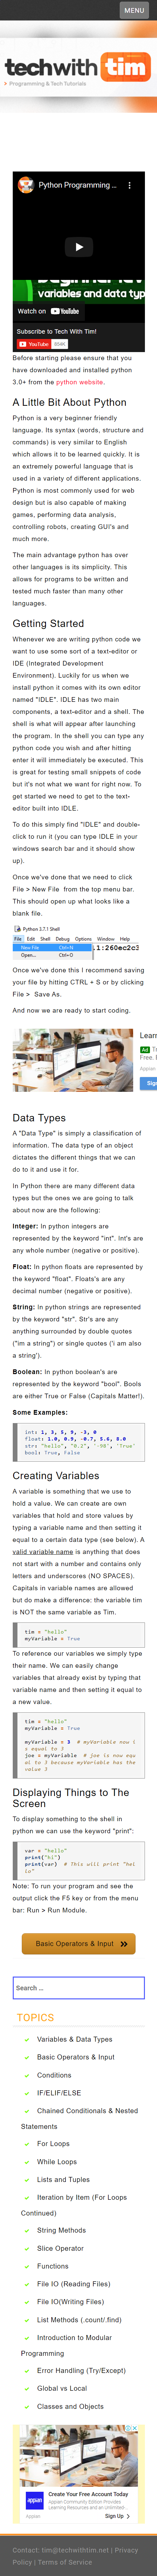 MENU
techwith tim
> Programming & Tech Tutorials
Python Programming ...
variables and data typ
Watch on YouTube
Subscribe to Tech With Tim!
YouTube
Before starting please ensure that you
have downloaded and installed python
3.0+ from the python website.
A Little Bit About Python
Python is a very beginner friendly
language. Its syntax (words, structure and
commands) is very similar to English
which allows it to be learned quickly. It is
an extremely powerful language that is
used in a variety of different applications.
Python is most commonly used for web
design but is also capable of making
games, performing data analysis,
controlling robots, creating GUI's and
much more.
The main advantage python has over
other languages is its simplicity. This
allows for programs to be written and
tested much faster than many other
languages.
Getting Started
Whenever we are writing python code we
want to use some sort of a text-editor or
IDE (Integrated Development
Environment). Luckily for us when we
install python it comes with its own editor
named "IDLE". IDLE has two main
components, a text-editor and a shell. The
shell is what will appear after launching
the program. In the shell you can type any
python code you wish and after hitting
enter it will immediately be executed. This
is great for testing small snippets of code
but it's not what we want for right now. To
get started we need to get to the text-
editor built into IDLE.
To do this simply find "IDLE" and double-
click to run it (you can type IDLE in your
windows search bar and it should show
up).
Once we've done that we need to click
File > New File from the top menu bar.
This should open up what looks like a
blank file.
Python 3.7.1 Shell
File Edit Shell Debug Options Window Help
New File Ctrl+N
Open... Ctrl+O
1:260ec2c3
Once we've done this I recommend saving
your file by hitting CTRL + S or by clicking
File > Save As.
And now we are ready to start coding.
Learn
Ad
Free.
Appian
Sign
Data Types
A "Data Type" is simply a classification of
information. The data type of an object
dictates the different things that we can
do to it and use it for.
In Python there are many different data
types but the ones we are going to talk
about now are the following:
Integer: In python integers are
represented by the keyword "int". Int's are
any whole number (negative or positive).
Float: In python floats are represented by
the keyword "float". Floats's are any
decimal number (negative or positive).
String: In python strings are represented
by the keyword "str". Str's are any
anything surrounded by double quotes
("im a string") or single quotes ('i am also
a string').
Boolean: In python boolean's are
represented by the keyword "bool". Bools
are either True or False (Capitals Matter!).
Some Examples:
int: 1, 3, 5, 9, -3, 0
float: 1.0, 0.9, -0.7, 5.6, 8.0
str: "hello", "0.2", '-98', 'True'
bool: True, False
Creating Variables
A variable is something that we use to
hold a value. We can create are own
variables that hold and store values by
typing a variable name and then setting it
equal to a certain data type (see below). A
valid variable name is anything that does
not start with a number and contains only
letters and underscores (NO SPACES).
Capitals in variable names are allowed
but do make a difference: the variable tim
is NOT the same variable as Tim.
tim = "hello"
myVariable = True
To reference our variables we simply type
their name. We can easily change
variables that already exist by typing that
variable name and then setting it equal to
a new value.
tim = "hello"
myVariable = True
myVariable = 3 # myVariable now i
s equal to 3
joe = myVariable # joe is now equ
al to 3 because myVariable has the
value 3
Displaying Things to The
Screen
To display something to the shell in
python we can use the keyword "print":
var = "hello"
print("hi")
print(var) # This will print "hel
lo"
Note: To run your program and see the
output click the F5 key or from the menu
bar: Run > Run Module.
Basic Operators & Input »
Search ...
TOPICS
Variables & Data Types
Basic Operators & Input
Conditions
IF/ELIF/ELSE
Chained Conditionals & Nested
Statements
For Loops
While Loops
Lists and Tuples
Iteration by Item (For Loops
Continued)
String Methods
Slice Operator
Functions
File IO (Reading Files)
File IO(Writing Files)
List Methods (.count/.find)
Introduction to Modular
Programming
Error Handling (Try/Except)
Global vs Local
Classes and Objects
appian
Create Your Free Account Today
Appian Community Edition Provides
Learning Resources and an Unlimited...
Appian
Sign Up
Contact: tim@techwithtim.net | Privacy
Policy | Terms of Service